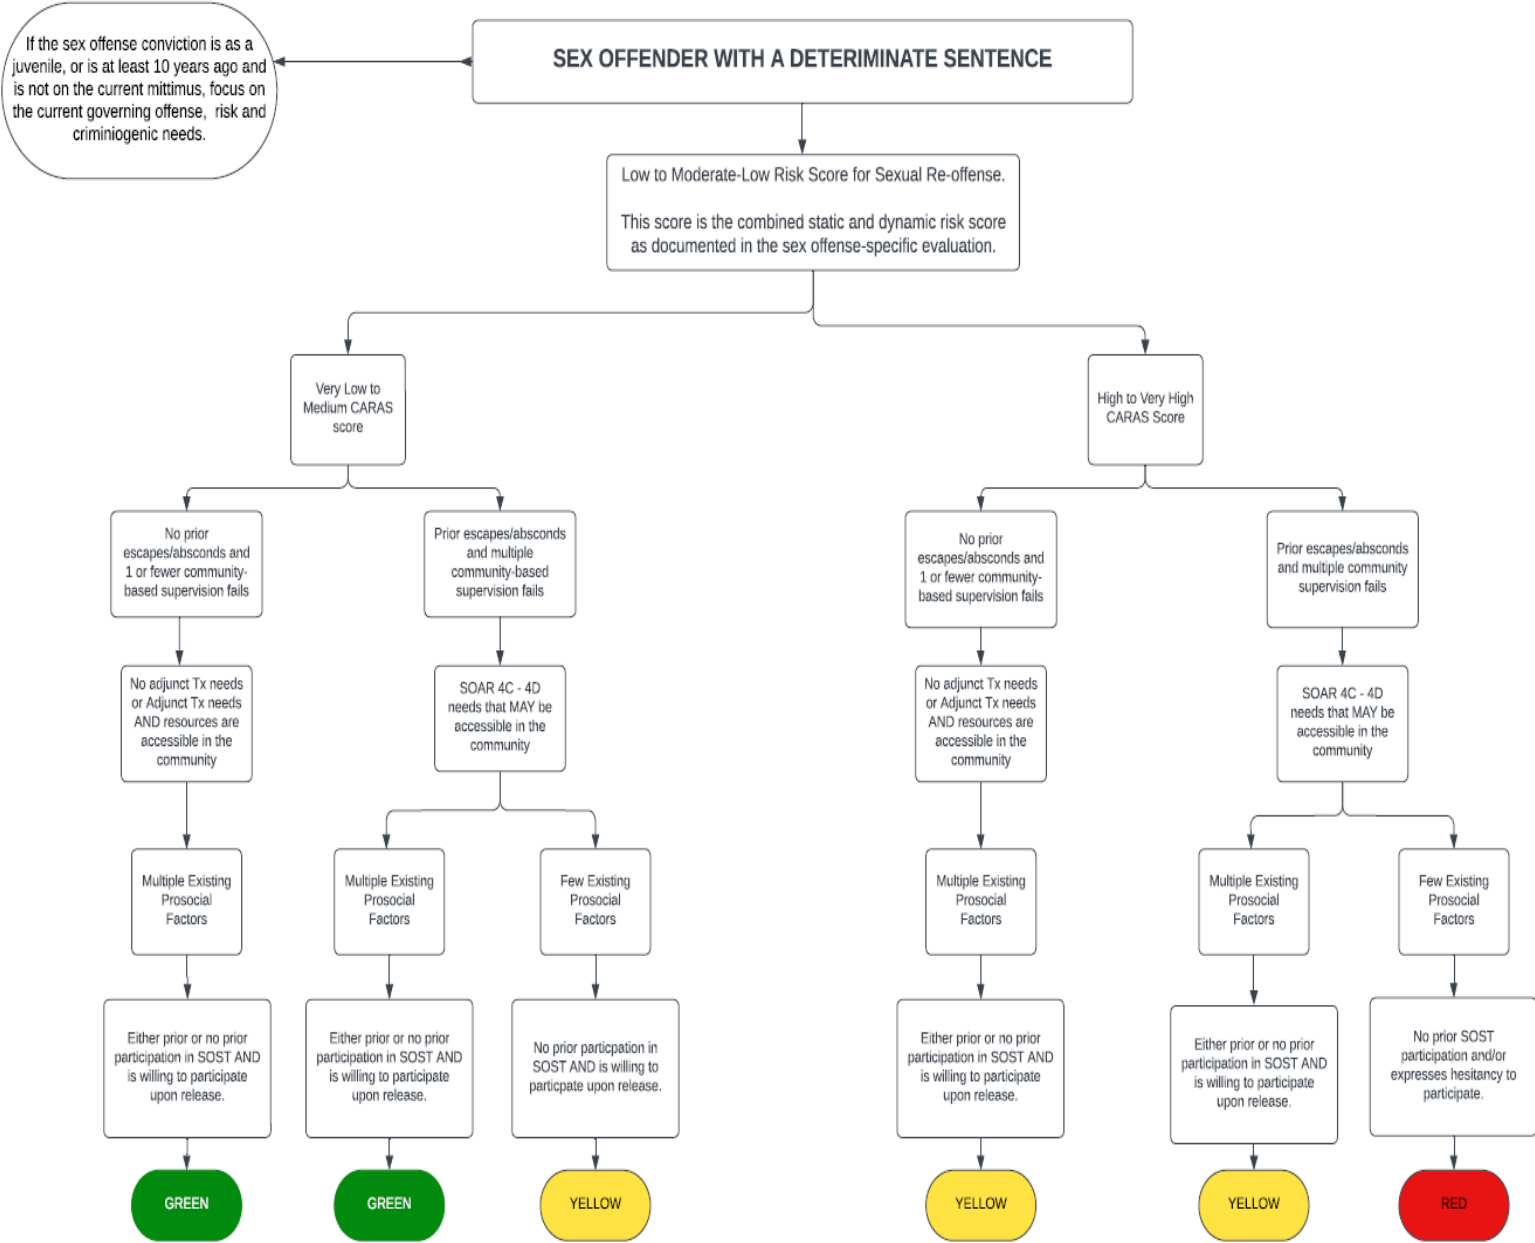 If the sex offense conviction is as a
juvenile, or is at least 10 years ago and
is not on the current mittimus, focus on
the current governing offense, risk and
criminiogenic needs.
SEX OFFENDER WITH A DETERIMINATE SENTENCE
Low to Moderate-Low Risk Score for Sexual Re-offense.
This score is the combined static and dynamic risk score
as documented in the sex offense-specific evaluation.
Very Low to
Medium CARAS
score
High to Very High
CARAS Score
No prior
escapes/absconds and
1 or fewer community-
based supervision fails
Prior escapes/absconds
and multiple
community-based
supervision fails
No prior
escapes/absconds and
1 or fewer community-
based supervision fails
Prior escapes/absconds
and multiple community
supervision fails
No adjunct Tx needs
or Adjunct Tx needs
AND resources are
accessible in the
community
SOAR 4C - 4D
needs that MAY be
accessible in the
community
No adjunct Tx needs
or Adjunct Tx needs
AND resources are
accessible in the
community
SOAR 4C - 4D
needs that MAY be
accessible in the
community
Multiple Existing
Prosocial
Factors
Multiple Existing
Prosocial
Factors
Few Existing
Prosocial
Factors
Multiple Existing
Prosocial
Factors
Multiple Existing
Prosocial
Factors
Few Existing
Prosocial
Factors
Either prior or no prior
participation in SOST AND
is willing to participate
upon release.
Either prior or no prior
participation in SOST AND
is willing to participate
upon release.
No prior particpation in
SOST AND is willing to
particpate upon release.
Either prior or no prior
participation in SOST AND
is willing to participate
upon release.
Either prior or no prior
participation in SOST AND
is willing to participate
upon release.
No prior SOST
participation and/or
expresses hesitancy to
participate.
GREEN
GREEN
YELLOW
YELLOW
YELLOW
RED